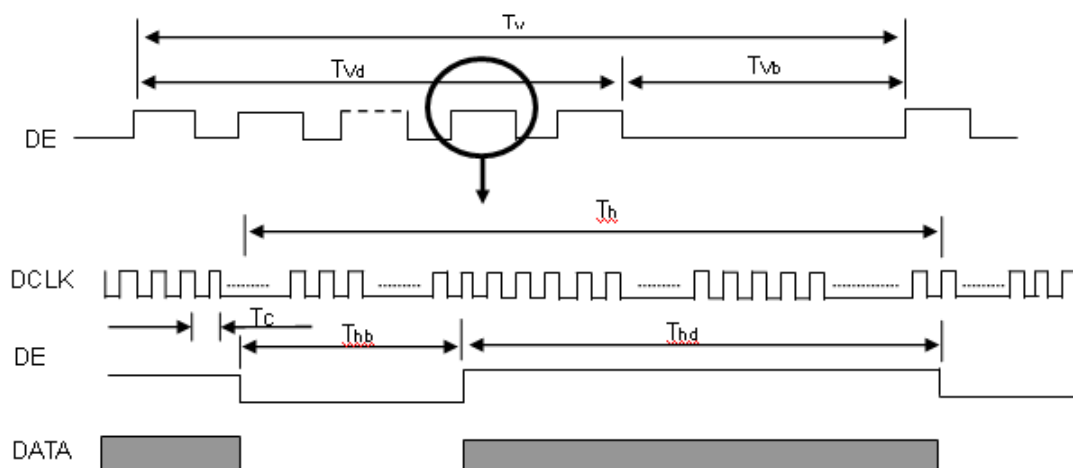 Tv
Tvd Tvb
DE
Th
DCLK
Tc
Thb Thd
DE
DATA